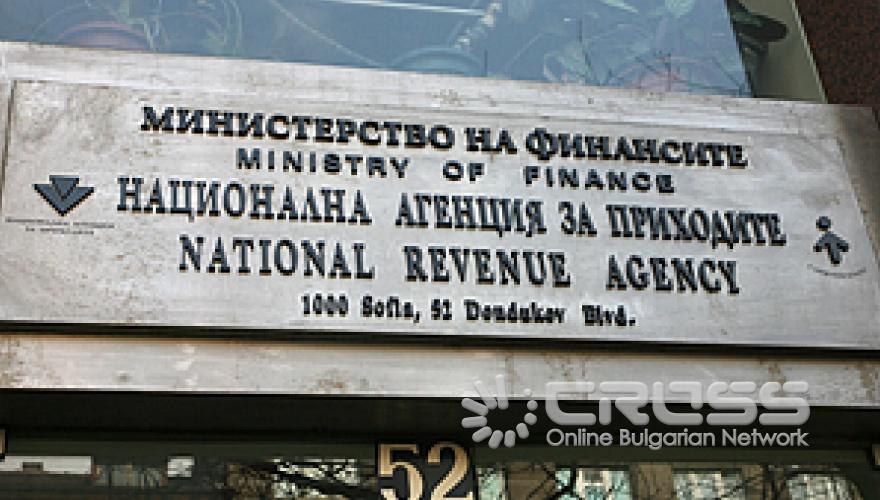 МИНИСТЕРСТВО НА ФИНАНСИТЕ
MINISTRY OF FINANCE
НАЦИОНАЛНА АГЕНЦИЯ ЗА ПРИХОДИТЕ
NATIONAL REVENUE AGENCY
1000 Sofia, 52 Dondukov Blvd.
CROSS
Online Bulgarian Network
52